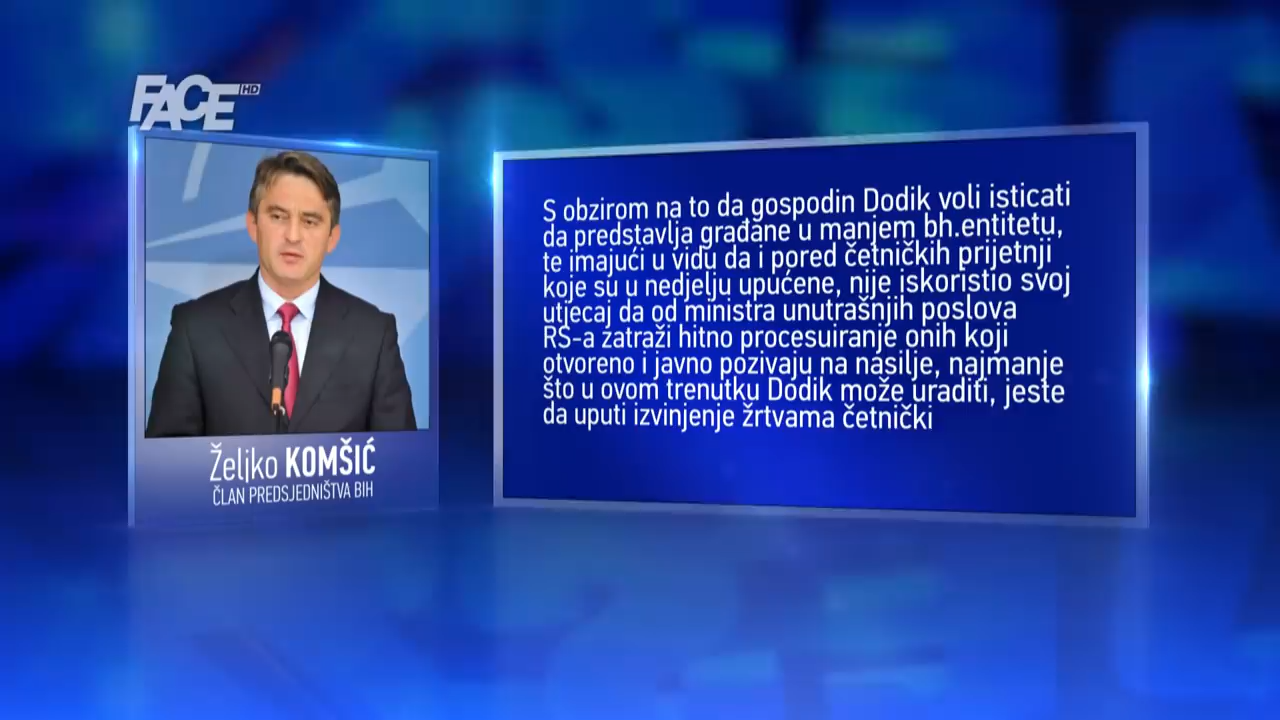 FACE HD
S obzirom na to da gospodin Dodik voli isticati
da predstavlja građane u manjem bh.entitetu,
te imajući u vidu da i pored četničkih prijetnji
koje su u nedjelju upućene, nije iskoristio svoj
utjecaj da od ministra unutrašnjih poslova
RS-a zatraži hitno procesuiranje onih koji
otvoreno i javno pozivaju na nasilje, najmanje
što u ovom trenutku Dodik može uraditi, jeste
da uputi izvinjenje žrtvama četnički
Željko KOMŠIĆ
ČLAN PREDSJEDNIŠTVA BIH